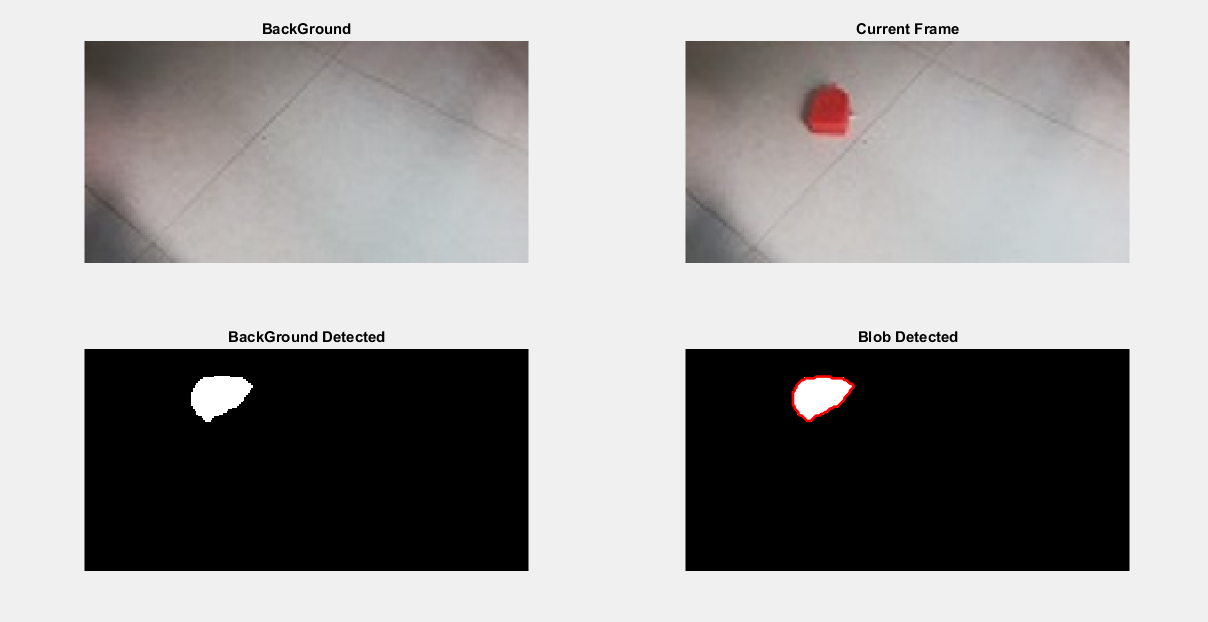 BackGround
Current Frame
BackGround Detected
Blob Detected